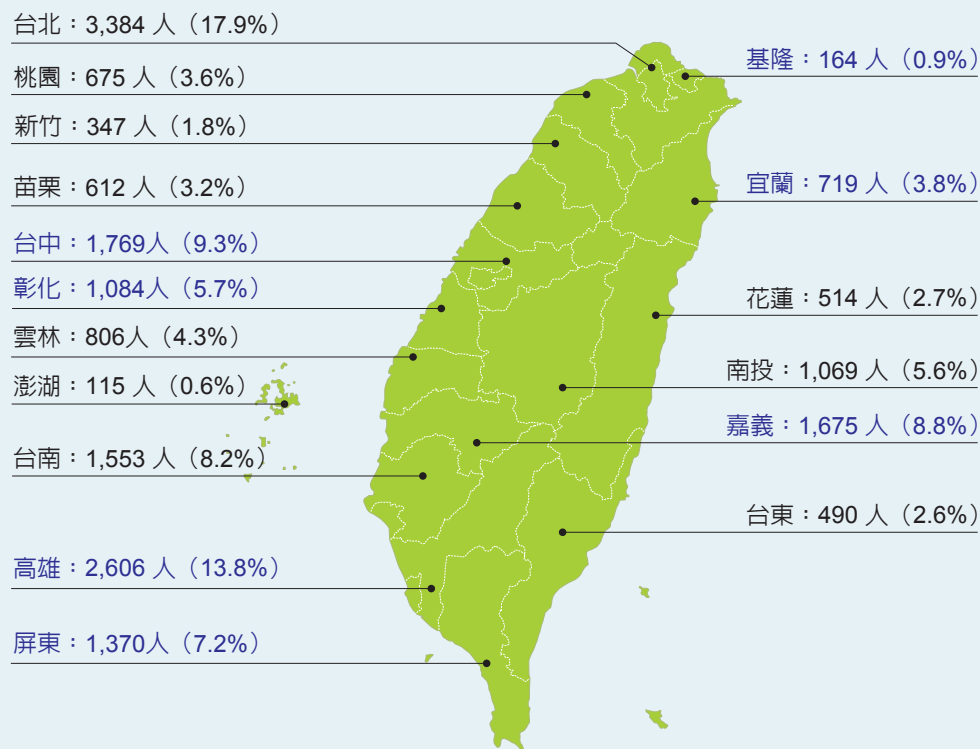 台北：3,384 人（17.9%）
桃園：675 人（3.6%）
新竹：347 人（1.8%）
苗栗：612 人（3.2%）
台中：1,769人（9.3%）
彰化：1,084人（5.7%）
雲林：806人（4.3%）
澎湖：115 人（0.6%）
台南：1,553 人（8.2%）
高雄：2,606 人（13.8%）
屏東：1,370人（7.2%）
基隆：164 人（0.9%）
宜蘭：719 人（3.8%）
花蓮：514 人（2.7%）
南投：1,069 人（5.6%）
嘉義：1,675 人（8.8%）
台東：490 人（2.6%）